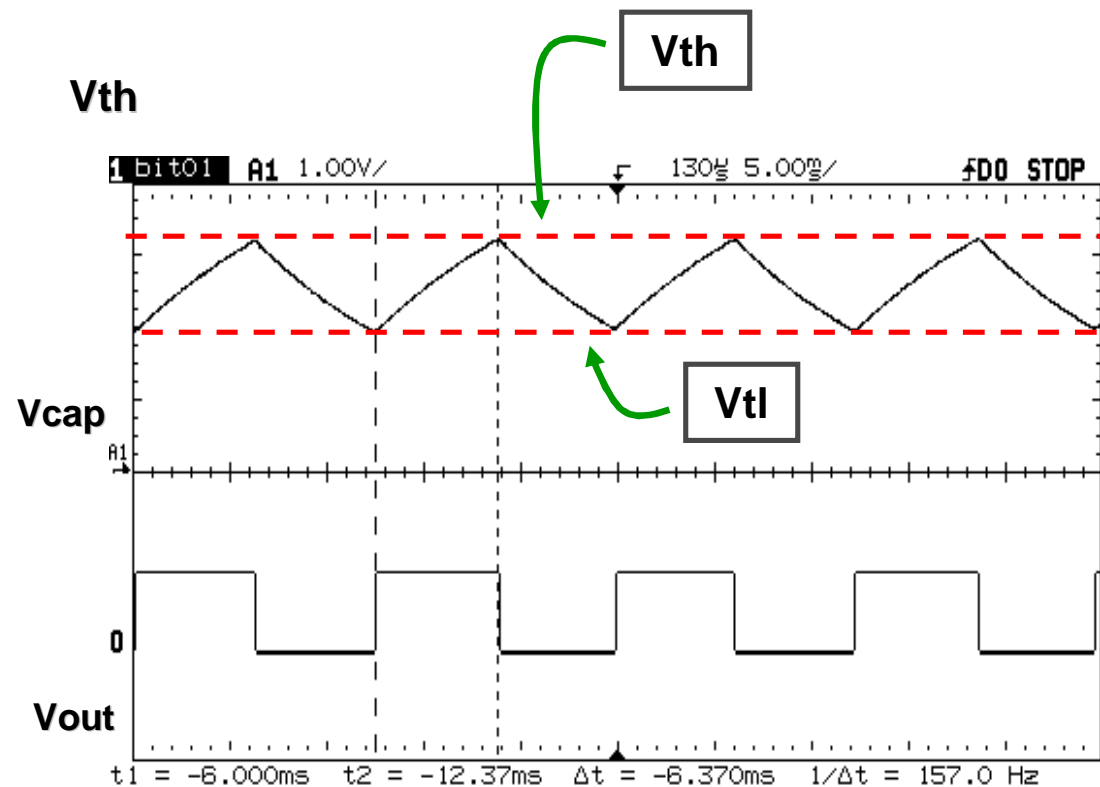 Vth
Vth
1 bit01 A1 1.00V/ 130㎲ 5.00㎳/ DO STOP
Vtl
Vcap
A1
0
Vout
t1 = -6.000ms t2 = -12.37ms Δt = -6.370ms 1/Δt = 157.0 Hz